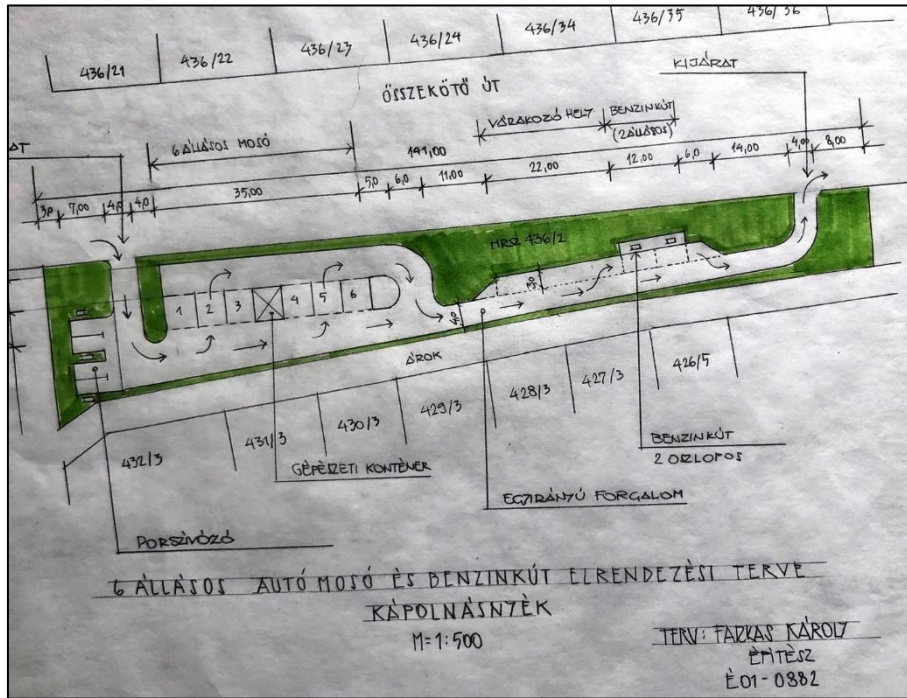 436/21 436/22 436/23 436/24 436/34 436/35 436/36
ÖSSZEKÖTŐ ÚT
KIJÁRAT
AT
6 ÁLLÁSOS MOSÓ
VÁRAKOZÓ HELY
BENZINKÚT
(2 ÁLLÁSOS)
141,00
3,0 7,00 4,0 4,0 35,00 5,0 6,0 11,00 22,00 12,00 6,0 14,00 4,00 8,00
HRSZ 436/2
1 2 3 4 5 6
ÁROK
432/3 431/3 430/3 429/3 428/3 427/3 426/5
GÉPÉSZETI KONTÉNER
BENZINKÚT
2 OSZLOPOS
EGYIRÁNYÚ FORGALOM
PORSZÍVÓZÓ
6 ÁLLÁSOS AUTÓ MOSÓ ÉS BENZINKÚT ELRENDEZÉSI TERVE
KÁPOLNÁSNYÉK
M=1:500
TERV: FARKAS KÁROLY
ÉPÍTÉSZ
É01-0882